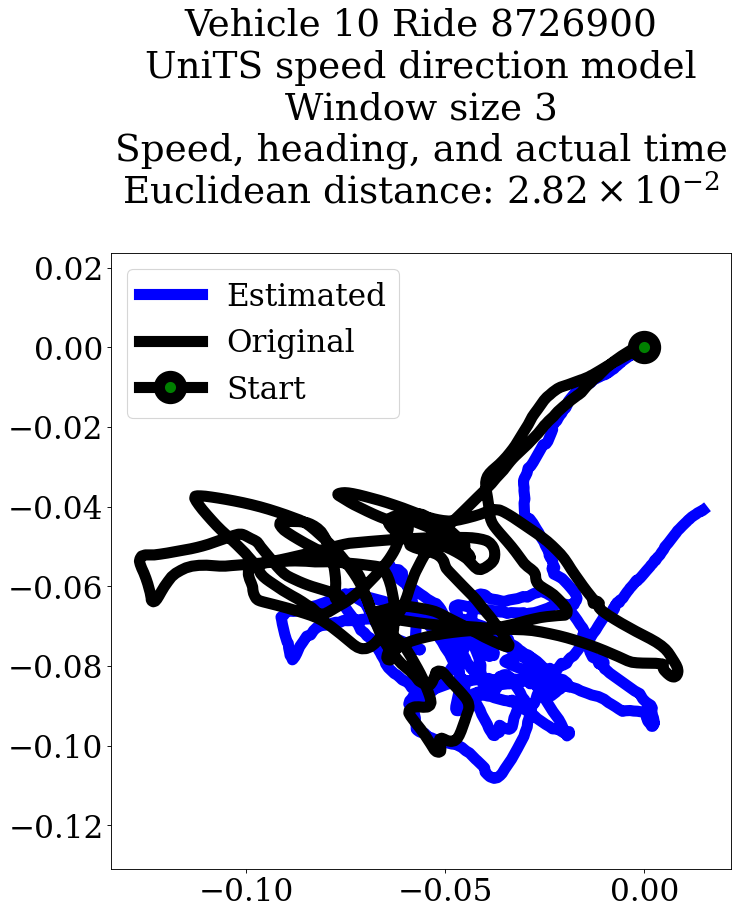 Vehicle 10 Ride 8726900
UniTS speed direction model
Window size 3
Speed, heading, and actual time
Euclidean distance: 2.82 × 10⁻²
Estimated
Original
Start
0.02
0.00
−0.02
−0.04
−0.06
−0.08
−0.10
−0.12
−0.10
−0.05
0.00